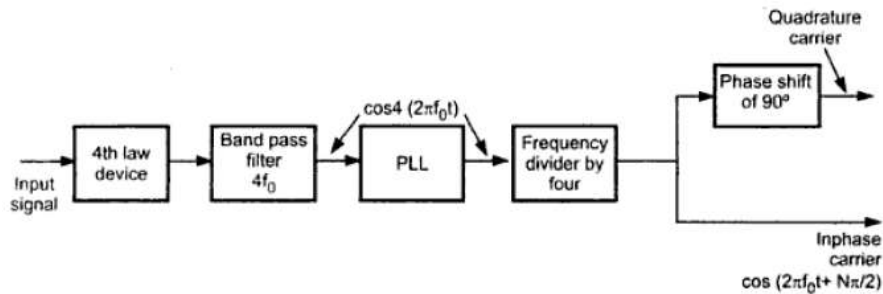 Quadrature
carrier
Phase shift
of 90º
cos4 (2πf₀t)
4th law
device
Band pass
filter
4f₀
PLL
Frequency
divider by
four
Input
signal
Inphase
carrier
cos (2πf₀t+ Nπ/2)